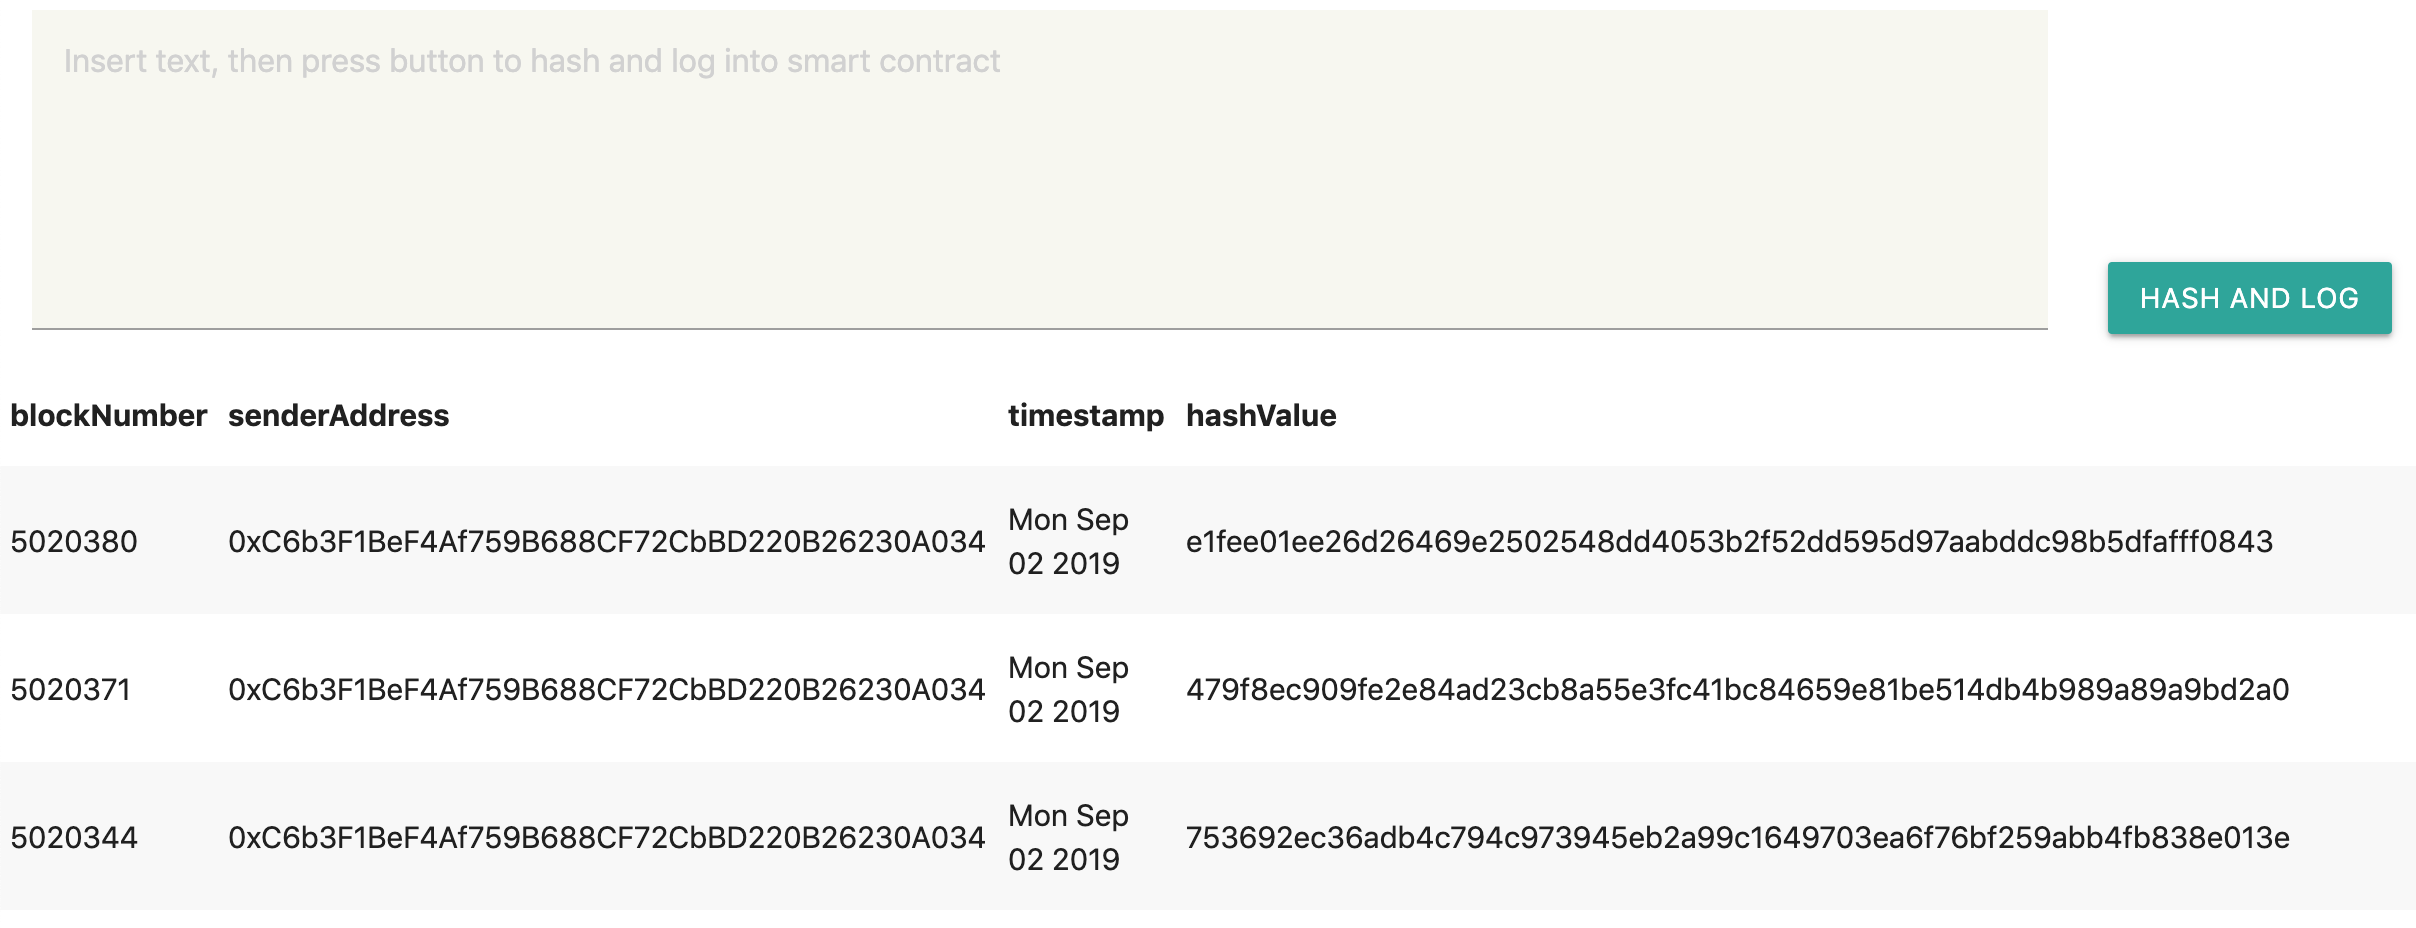 Insert text, then press button to hash and log into smart contract
HASH AND LOG
blockNumber senderAddress timestamp hashValue
5020380 0xC6b3F1BeF4Af759B688CF72CbBD220B26230A034 Mon Sep 02 2019 e1fee01ee26d26469e2502548dd4053b2f52dd595d97aabddc98b5dfafff0843
5020371 0xC6b3F1BeF4Af759B688CF72CbBD220B26230A034 Mon Sep 02 2019 479f8ec909fe2e84ad23cb8a55e3fc41bc84659e81be514db4b989a89a9bd2a0
5020344 0xC6b3F1BeF4Af759B688CF72CbBD220B26230A034 Mon Sep 02 2019 753692ec36adb4c794c973945eb2a99c1649703ea6f76bf259abb4fb838e013e